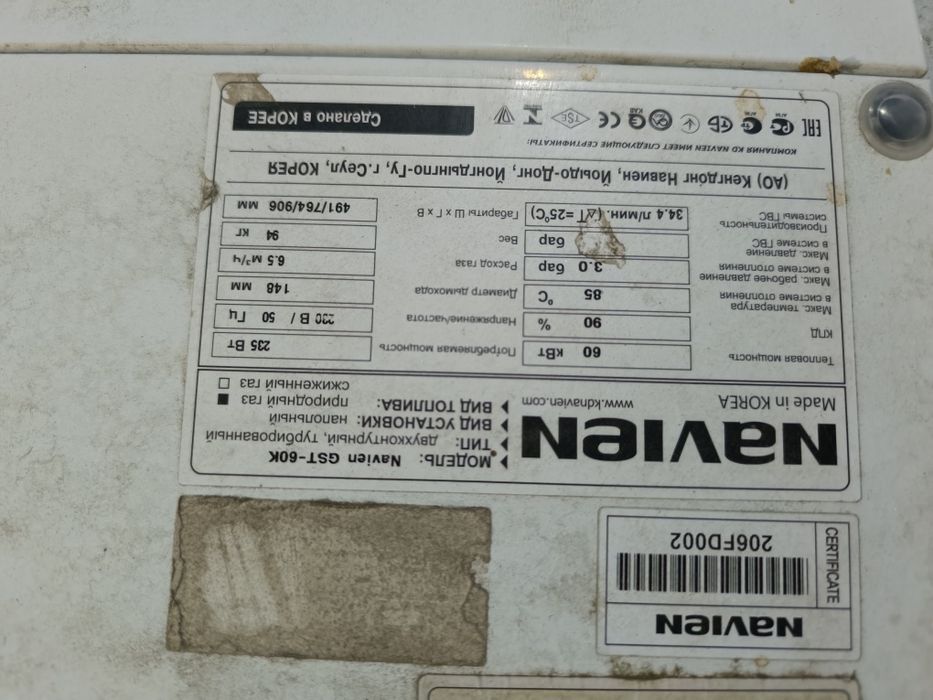 NAVIEN
CERTIFICATE
206FD002
NAVIEN
Made in KOREA www.kdnavien.com
МОДЕЛЬ: Navien GST-60K
ТИП: двухконтурный, турбированный
ВИД УСТАНОВКИ: напольный
ВИД ТОПЛИВА: природный газ
сжиженный газ
Тепловая мощность 60 кВт
КПД 90 %
Макс. температура в системе отопления 85 °С
Макс. рабочее давление в системе отопления 3.0 бар
Макс. давление в системе ГВС бар
Производительность системы ГВС 34.4 л/мин. (△T=25°С)
Потребляемая мощность 235 Вт
Напряжение/частота 230 В / 50 Гц
Диаметр дымохода 148 мм
Расход газа 6.5 м³/ч
Вес 94 кг
Габариты Ш х Г х В 491/764/906 мм
(АО) Кенгдонг Навиен, Йоыдо-Донг, Йонгдынгпо-Гу, г.Сеул, КОРЕЯ
КОМПАНИЯ KD NAVIEN ИМЕЕТ СЛЕДУЮЩИЕ СЕРТИФИКАТЫ:
EAC CE TSE
Сделано в КОРЕЕ